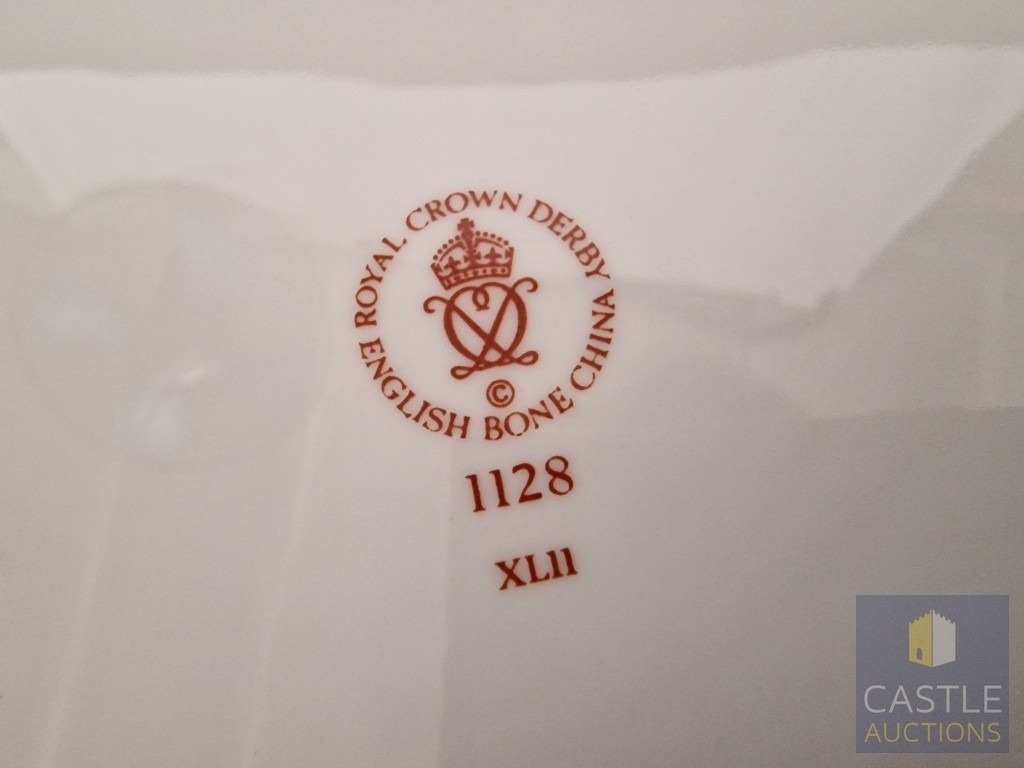 ROYAL CROWN DERBY
ENGLISH BONE CHINA
©
1128
XLII
CASTLE
AUCTIONS